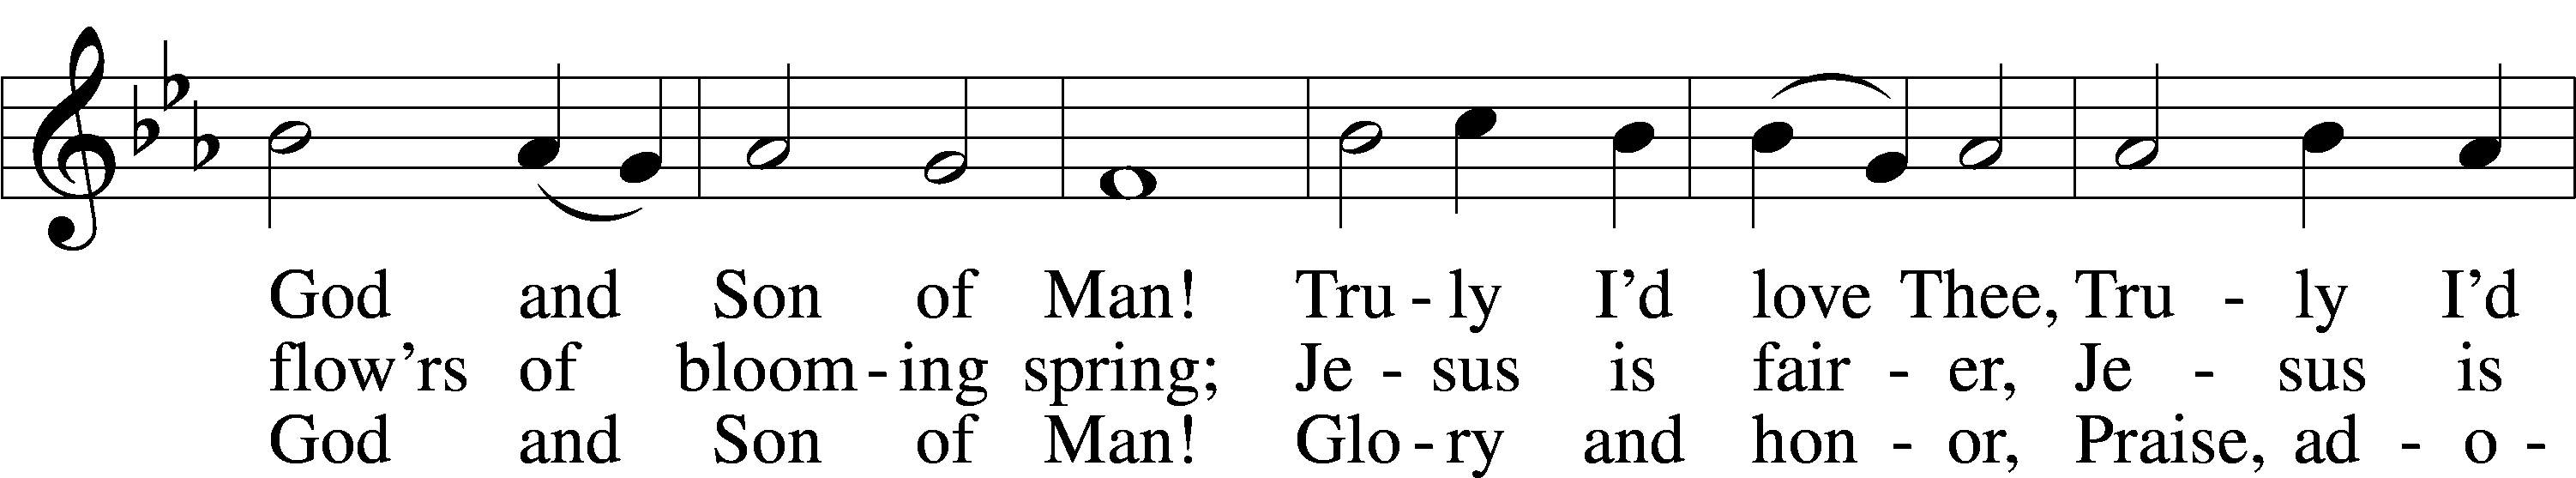 God and Son of Man! Tru - ly I’d love Thee, Tru - ly I’d
flow’rs of bloom - ing spring; Je - sus is fair - er, Je - sus is
God and Son of Man! Glo - ry and hon - or, Praise, ad - o -